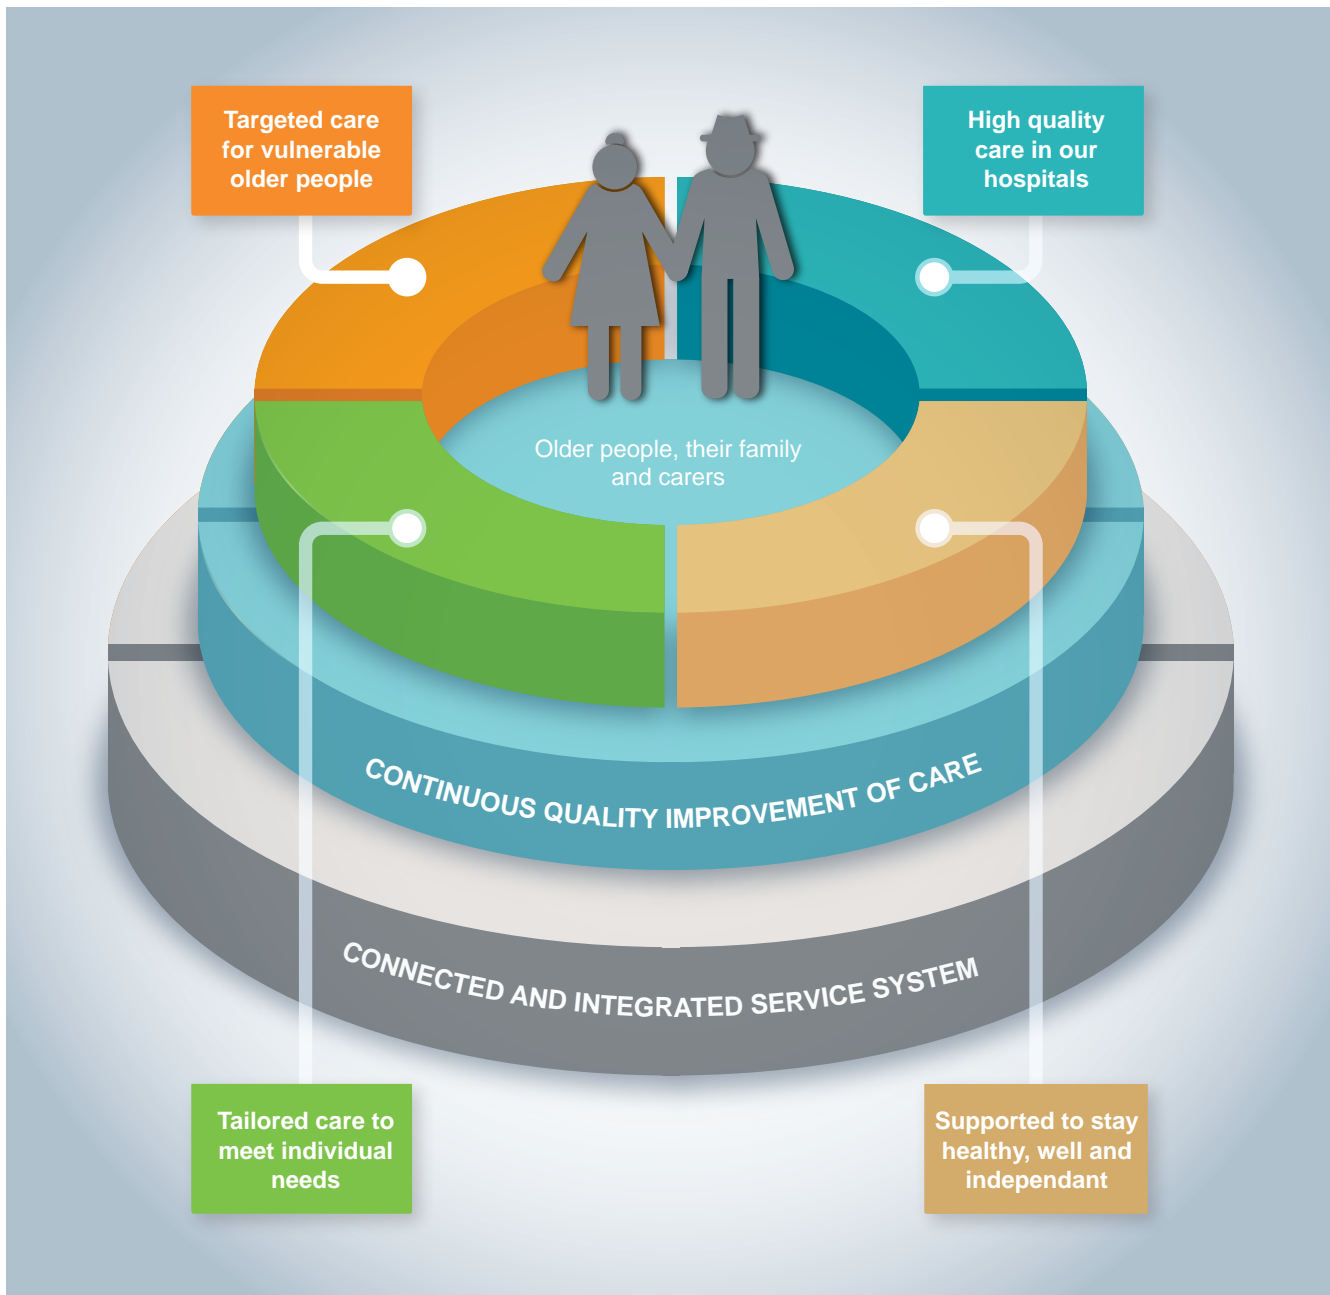 Targeted care
for vulnerable
older people
High quality
care in our
hospitals
Older people, their family
and carers
CONTINUOUS QUALITY IMPROVEMENT OF CARE
CONNECTED AND INTEGRATED SERVICE SYSTEM
Tailored care to
meet individual
needs
Supported to stay
healthy, well and
independant